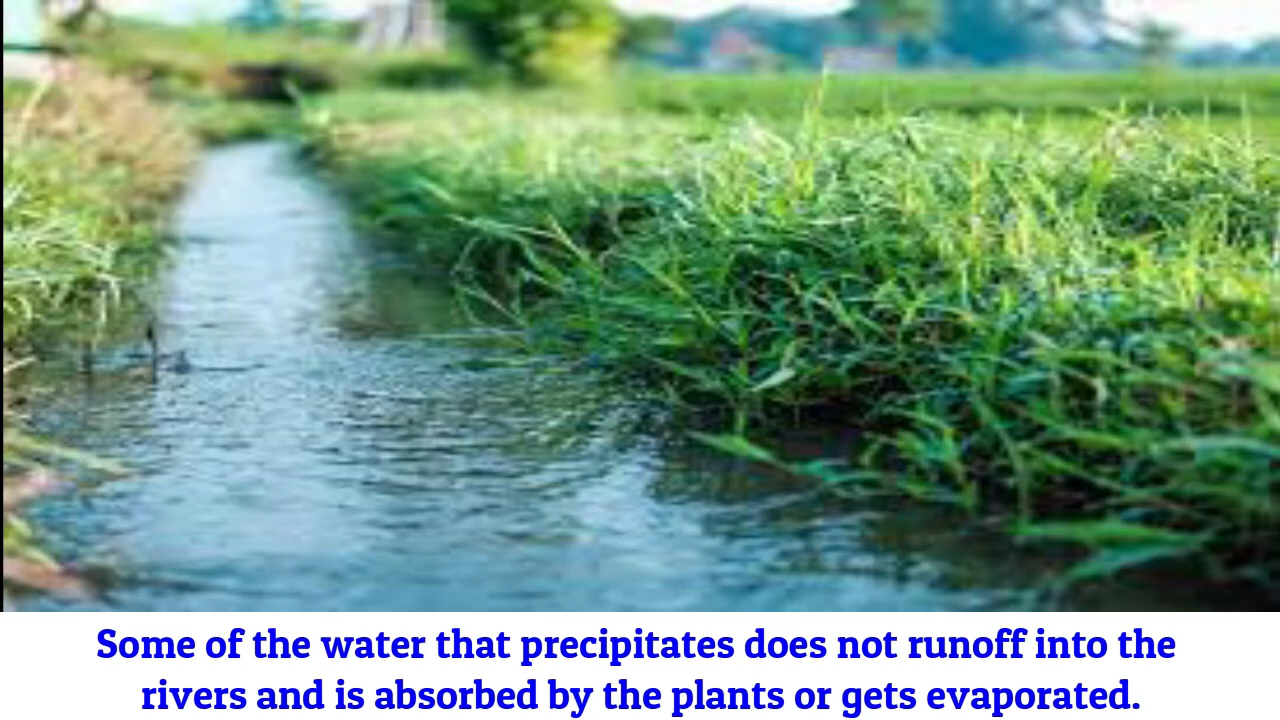 Some of the water that precipitates does not runoff into the
rivers and is absorbed by the plants or gets evaporated.